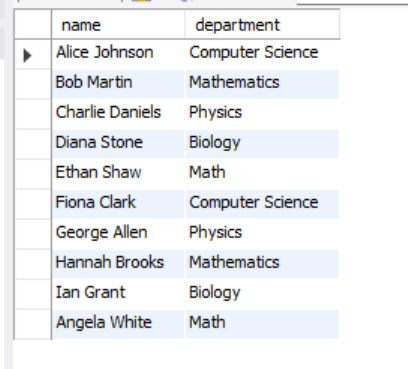 name department
Alice Johnson Computer Science
Bob Martin Mathematics
Charlie Daniels Physics
Diana Stone Biology
Ethan Shaw Math
Fiona Clark Computer Science
George Allen Physics
Hannah Brooks Mathematics
Ian Grant Biology
Angela White Math